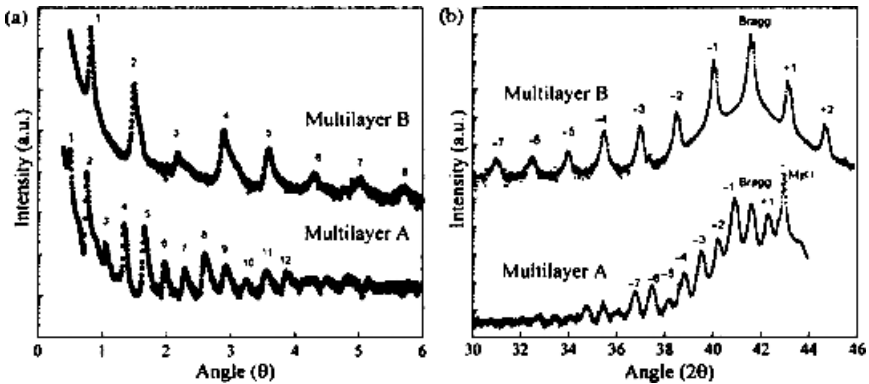 (a)
1
2
3
4
5
6
7
8
Multilayer B
1
2
3
4
5
6
7
8
9
10
11
12
Multilayer A
Intensity (a.u.)
0 1 2 3 4 5 6
Angle (θ)
(b)
Bragg
-1
+1
-2
+2
-3
-4
-5
-6
-7
Multilayer B
-1
Bragg
+1
-2
-3
-4
-5
-6
-7
Multilayer A
Intensity (a.u.)
30 32 34 36 38 40 42 44 46
Angle (2θ)